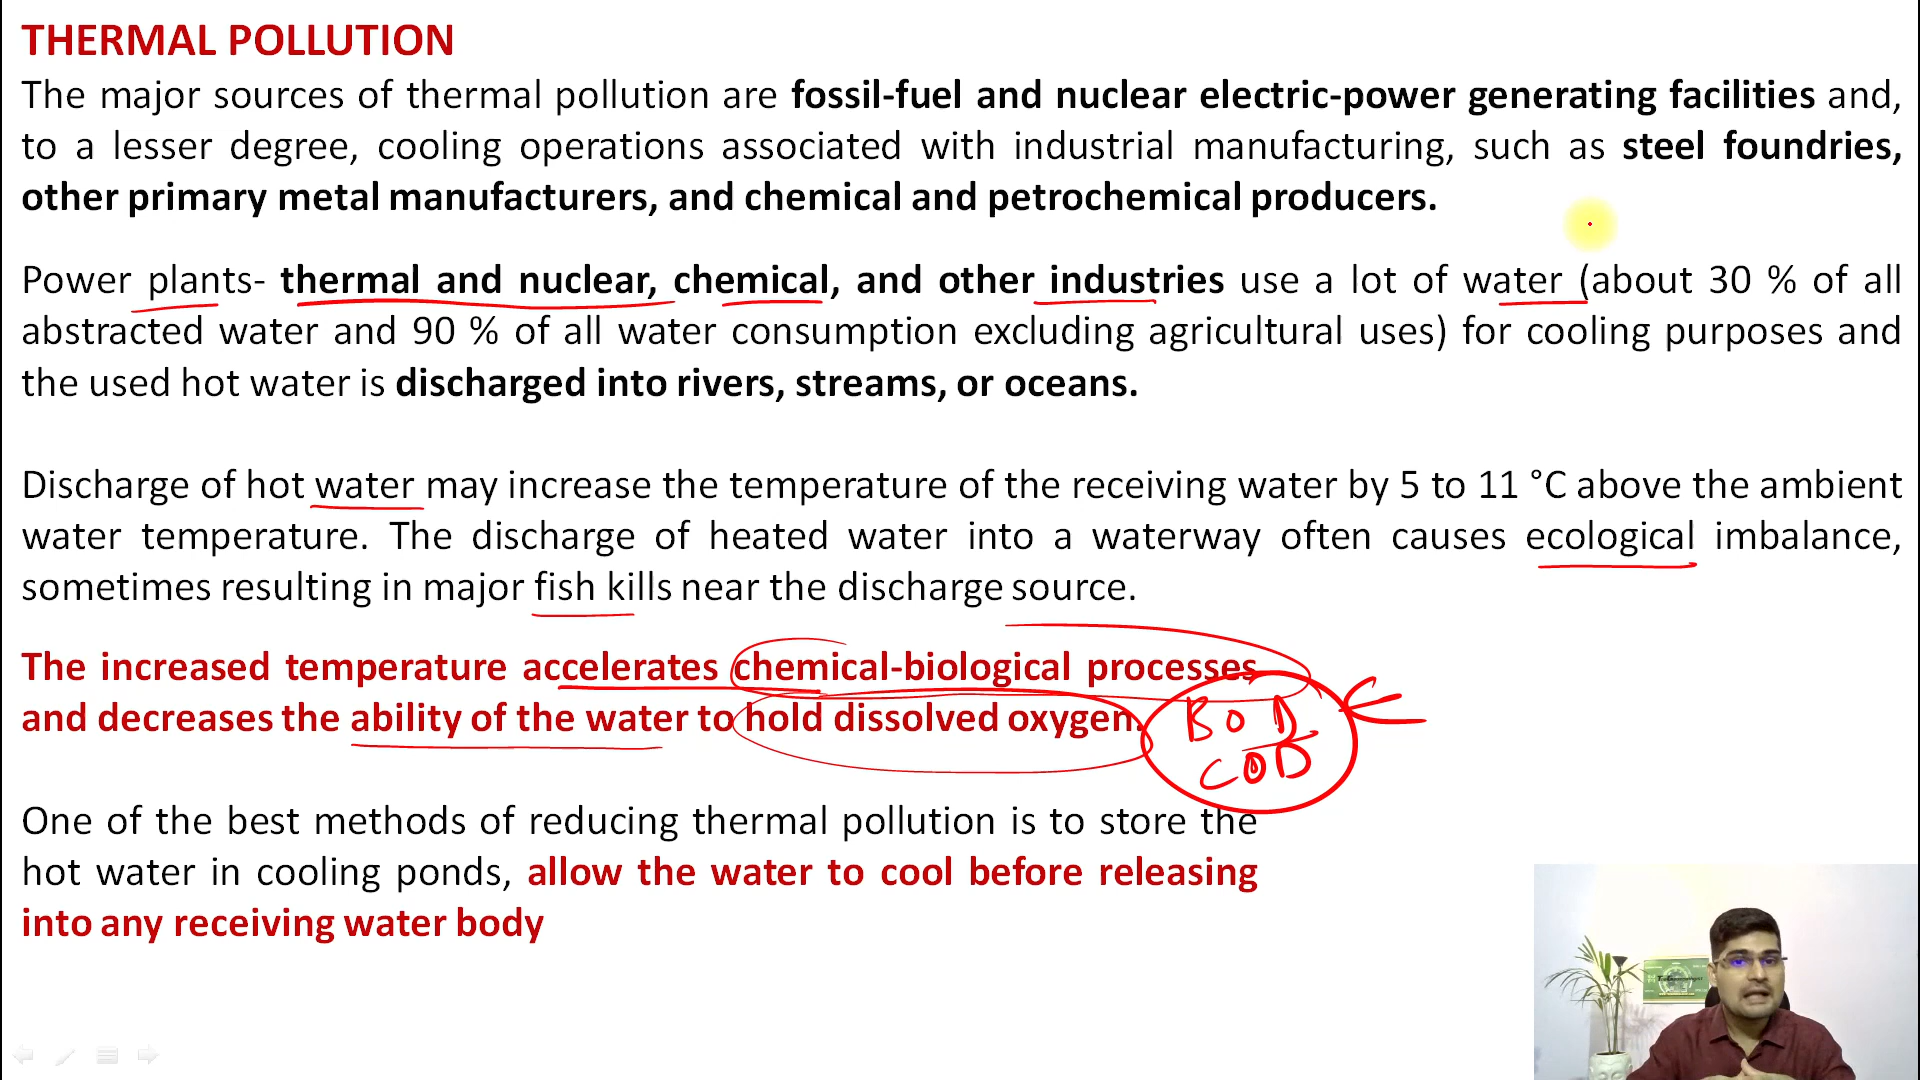 THERMAL POLLUTION
The major sources of thermal pollution are fossil-fuel and nuclear electric-power generating facilities and,
to a lesser degree, cooling operations associated with industrial manufacturing, such as steel foundries,
other primary metal manufacturers, and chemical and petrochemical producers.
Power plants- thermal and nuclear, chemical, and other industries use a lot of water (about 30 % of all
abstracted water and 90 % of all water consumption excluding agricultural uses) for cooling purposes and
the used hot water is discharged into rivers, streams, or oceans.
Discharge of hot water may increase the temperature of the receiving water by 5 to 11 °C above the ambient
water temperature. The discharge of heated water into a waterway often causes ecological imbalance,
sometimes resulting in major fish kills near the discharge source.
The increased temperature accelerates chemical-biological processes
and decreases the ability of the water to hold dissolved oxygen.
BOD
COD
One of the best methods of reducing thermal pollution is to store the
hot water in cooling ponds, allow the water to cool before releasing
into any receiving water body